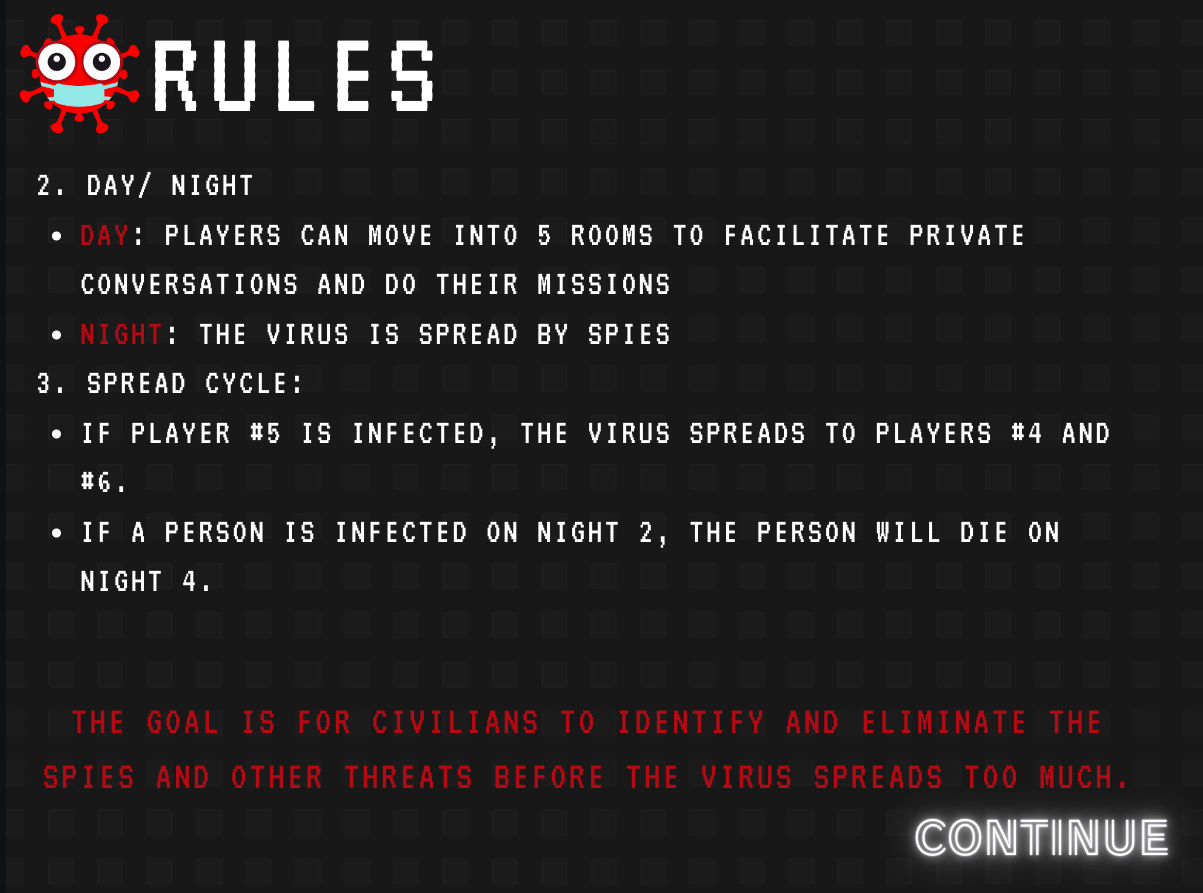 RULES
2. DAY/ NIGHT
• DAY: PLAYERS CAN MOVE INTO 5 ROOMS TO FACILITATE PRIVATE
CONVERSATIONS AND DO THEIR MISSIONS
• NIGHT: THE VIRUS IS SPREAD BY SPIES
3. SPREAD CYCLE:
• IF PLAYER #5 IS INFECTED, THE VIRUS SPREADS TO PLAYERS #4 AND
#6.
• IF A PERSON IS INFECTED ON NIGHT 2, THE PERSON WILL DIE ON
NIGHT 4.
THE GOAL IS FOR CIVILIANS TO IDENTIFY AND ELIMINATE THE
SPIES AND OTHER THREATS BEFORE THE VIRUS SPREADS TOO MUCH.
CONTINUE